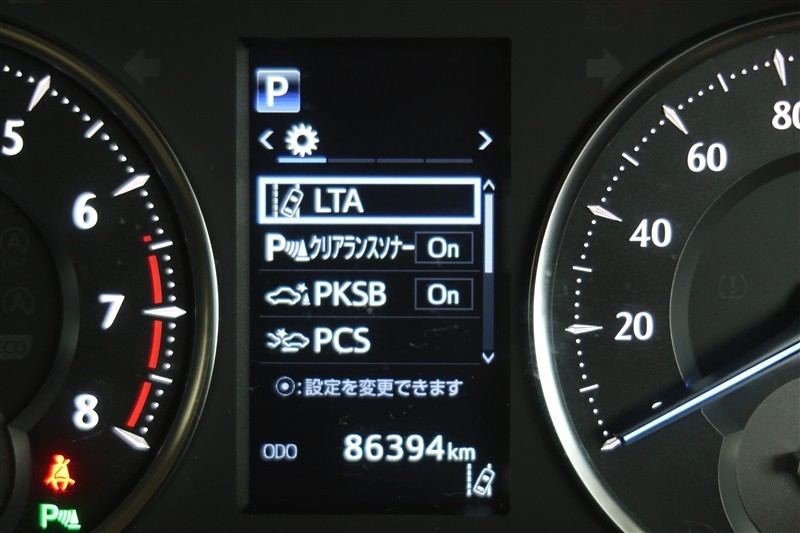 P
LTA
Pクリアランスソナー On
PKSB On
PCS
:設定を変更できます
ODO 86394km
5
6
7
8
P
80
60
40
20